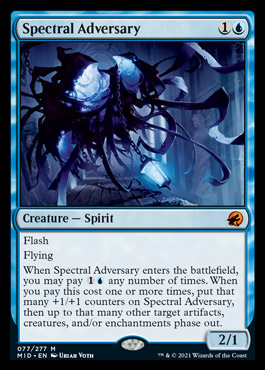 Spectral Adversary 1
Creature — Spirit
Flash
Flying
When Spectral Adversary enters the battlefield,
you may pay 1 any number of times. When
you pay this cost one or more times, put that
many +1/+1 counters on Spectral Adversary,
then up to that many other target artifacts,
creatures, and/or enchantments phase out.
2/1
077/277 M
MID • EN Uriah Voth
™ & © 2021 Wizards of the Coast